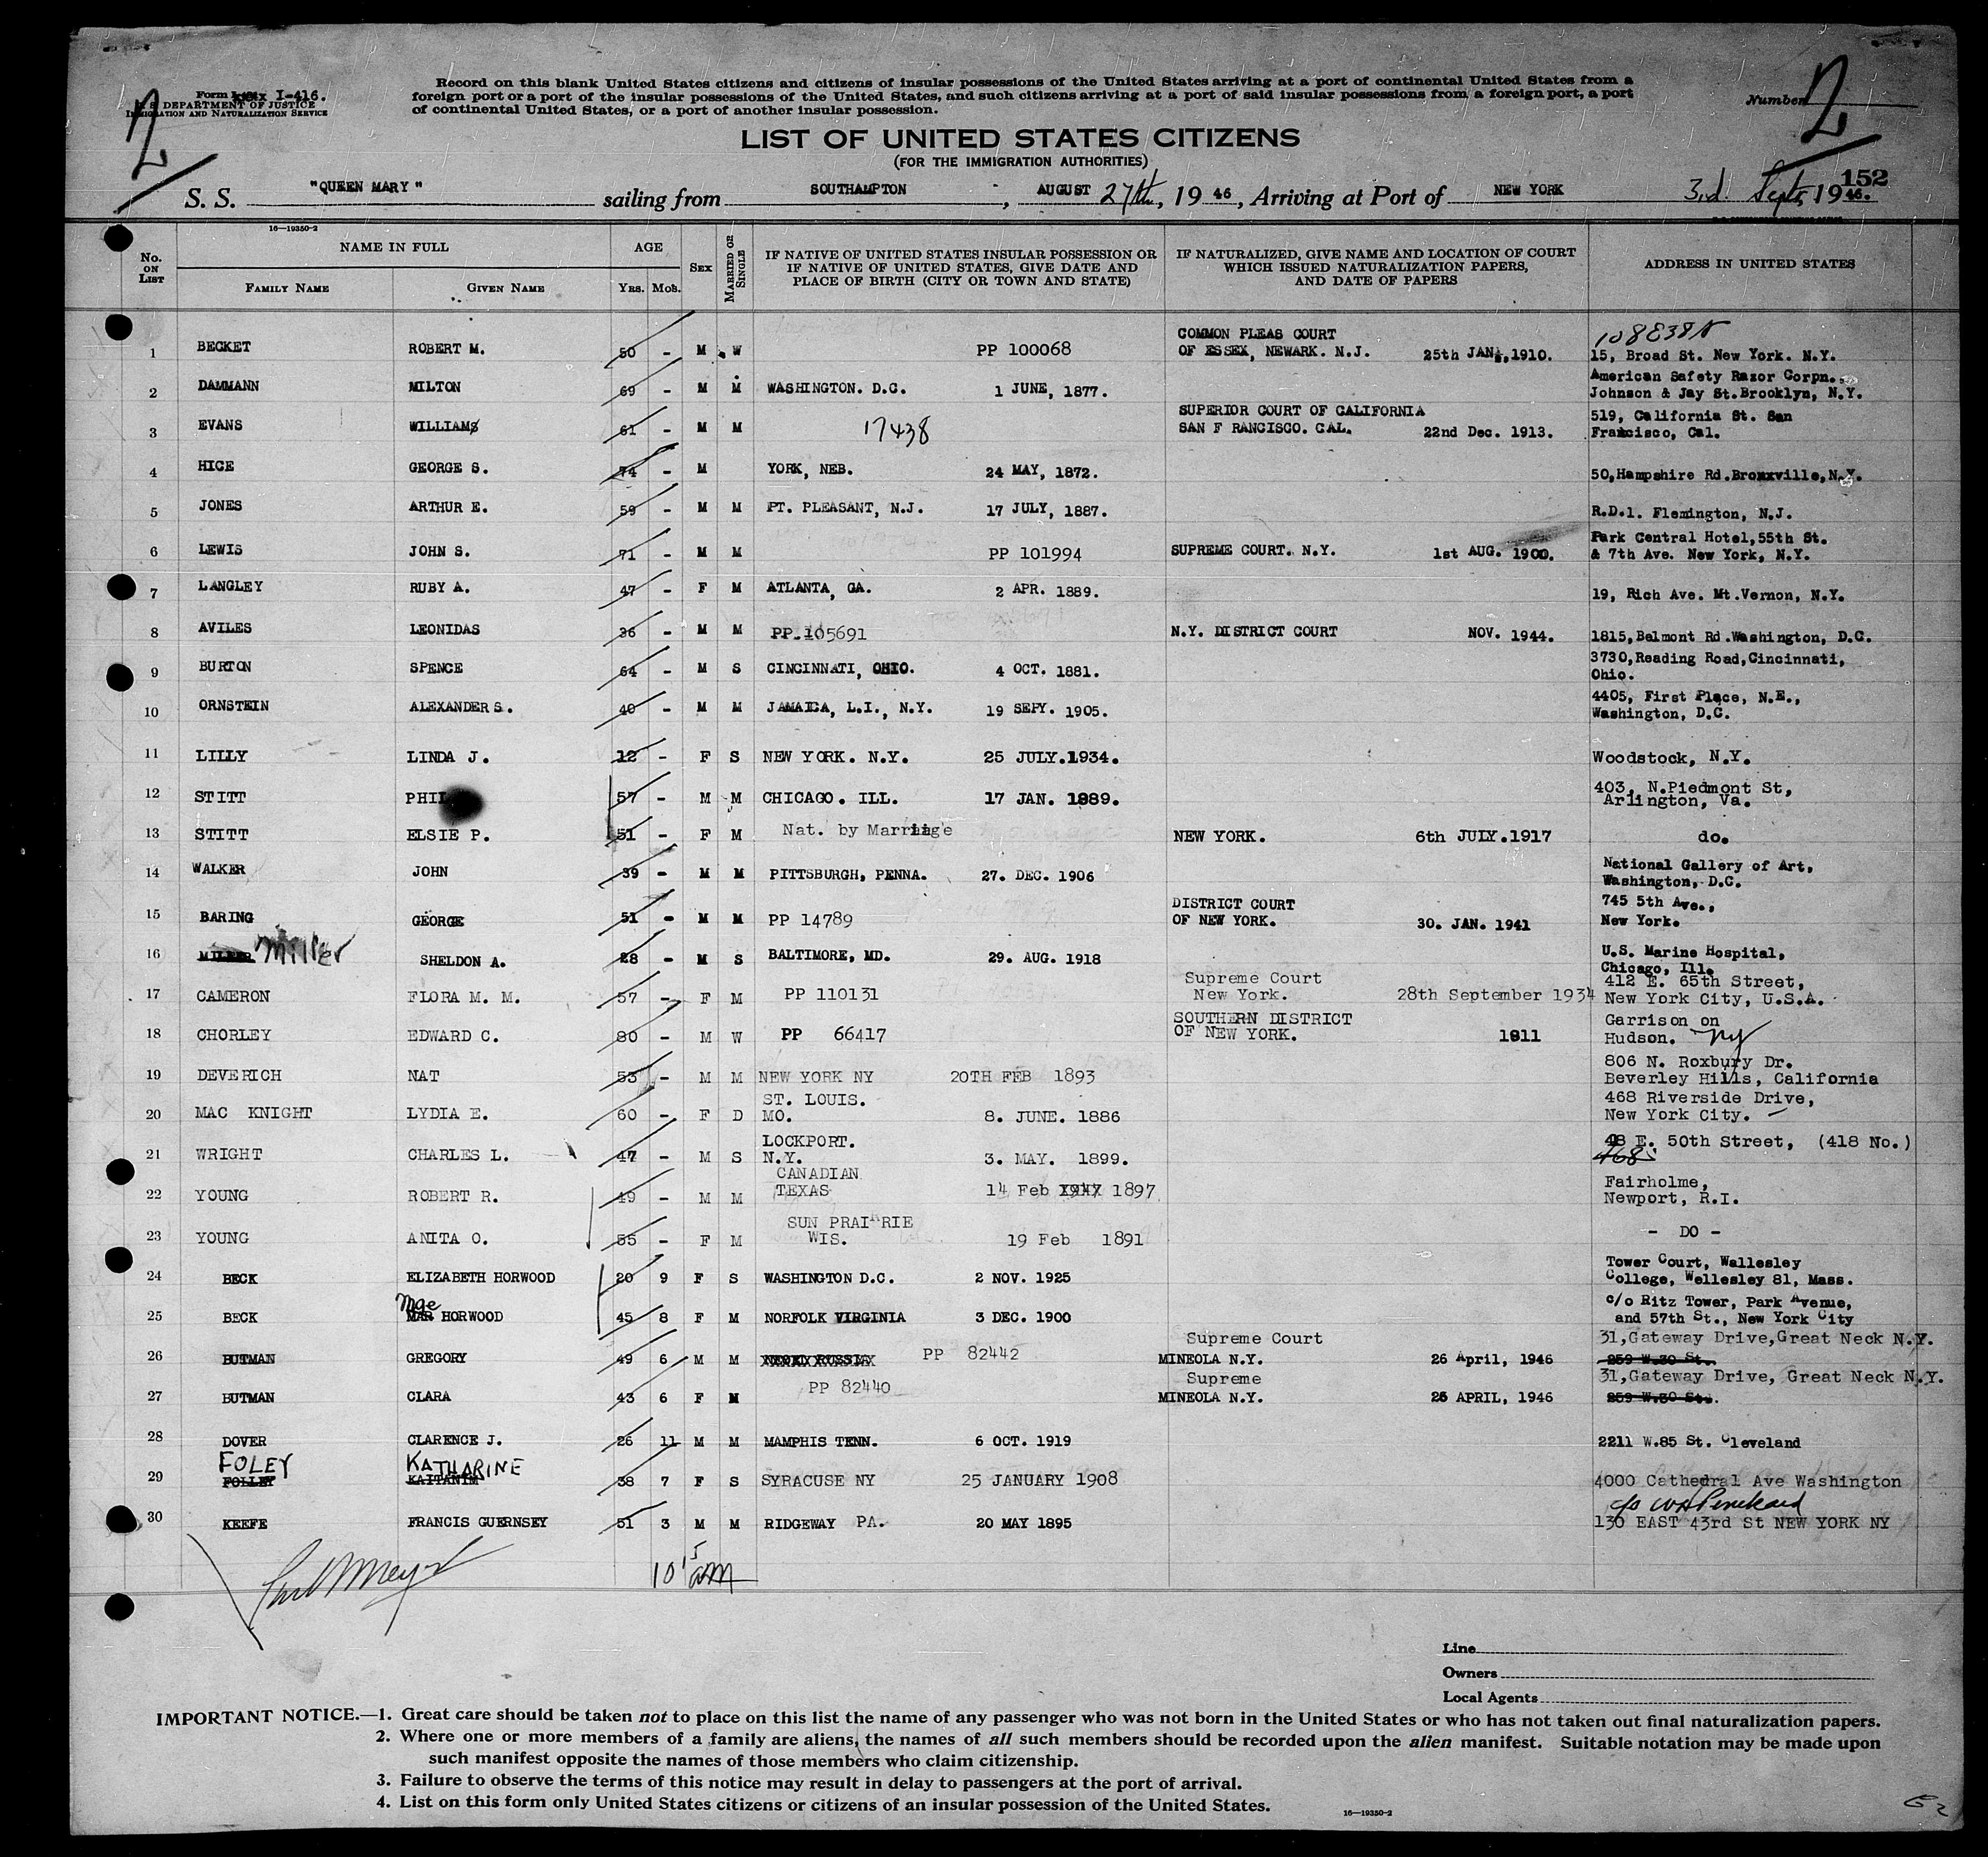 Form I-416.
U. S. DEPARTMENT OF JUSTICE
IMMIGRATION AND NATURALIZATION SERVICE
2
Record on this blank United States citizens and citizens of insular possessions of the United States arriving at a port of continental United States from a
foreign port or a port of the insular possessions of the United States, and such citizens arriving at a port of said insular possessions from a foreign port, a port
of continental United States, or a port of another insular possession.
Number 2
LIST OF UNITED STATES CITIZENS
(FOR THE IMMIGRATION AUTHORITIES)
152
S. S. "QUEEN MARY" sailing from SOUTHAMPTON, AUGUST 27th, 1946, Arriving at Port of NEW YORK 3rd. Sept, 1946.
16—19350-2
No. ON LIST NAME IN FULL FAMILY NAME GIVEN NAME AGE YRS. MOS. SEX MARRIED OR SINGLE
IF NATIVE OF UNITED STATES INSULAR POSSESSION OR IF NATIVE OF UNITED STATES, GIVE DATE AND PLACE OF BIRTH (CITY OR TOWN AND STATE)
IF NATURALIZED, GIVE NAME AND LOCATION OF COURT WHICH ISSUED NATURALIZATION PAPERS, AND DATE OF PAPERS
ADDRESS IN UNITED STATES
1 BECKET ROBERT M. 50 - M W PP 100068 COMMON PLEAS COURT OF ESSEX, NEWARK. N.J. 25th JAN, 1910. 108E38St 15, Broad St. New York. N.Y.
2 DAMMANN MILTON 69 - M M WASHINGTON. D.C. 1 JUNE, 1877. American Safety Razor Corpn., Johnson & Jay St. Brooklyn, N.Y.
3 EVANS WILLIAMS 61 - M M 17438 SUPERIOR COURT OF CALIFORNIA SAN F RANCISCO. CAL. 22nd Dec. 1913. 519, California St. San Francisco, Cal.
4 HICE GEORGE S. 74 - M YORK, NEB. 24 MAY, 1872. 50, Hampshire Rd. Bronxville, N.Y.
5 JONES ARTHUR E. 59 - M M PT. PLEASANT, N.J. 17 JULY, 1887. R.D.1. Flemington, N.J.
6 LEWIS JOHN S. 71 - M M PP 101994 SUPREME COURT. N.Y. 1st AUG. 1900. Park Central Hotel, 55th St. & 7th Ave. New York, N.Y.
7 LANGLEY RUBY A. 47 - F M ATLANTA, GA. 2 APR. 1889. 19, Rich Ave. Mt. Vernon, N.Y.
8 AVILES LEONIDAS 36 - M M PP.105691 N.Y. DISTRICT COURT NOV. 1944. 1815, Belmont Rd. Washington, D.C.
9 BURTON SPENCE 64 - M S CINCINNATI, OHIO. 4 OCT. 1881. 3730, Reading Road, Cincinnati, Ohio.
10 ORNSTEIN ALEXANDER S. 40 - M M JAMAICA, L.I., N.Y. 19 SEPY. 1905. 4405, First Place, N.E., Washington, D.C.
11 LILLY LINDA J. 12 - F S NEW YORK. N.Y. 25 JULY. 1934. Woodstock, N.Y.
12 STITT PHIL 57 - M M CHICAGO. ILL. 17 JAN. 1889. 403, N. Piedmont St, Arlington, Va.
13 STITT ELSIE P. 51 - F M Nat. by Marriage NEW YORK. 6th JULY. 1917 do.
14 WALKER JOHN 39 - M M PITTSBURGH, PENNA. 27. DEC. 1906 National Gallery of Art, Washington, D.C.
15 BARING GEORGE 51 - M M PP 14789 DISTRICT COURT OF NEW YORK. 30. JAN. 1941 745 5th Ave., New York.
16 Miller SHELDON A. 28 - M S BALTIMORE, MD. 29. AUG. 1918 U.S. Marine Hospital, Chicago, Ill.
17 CAMERON FLORA M. M. 57 - F M PP 110131 Supreme Court New York. 28th September 1934 412 E. 65th Street, New York City, U.S.A.
18 CHORLEY EDWARD C. 80 - M W PP 66417 SOUTHERN DISTRICT OF NEW YORK. 1911 Garrison on Hudson. NY
19 DEVERICH NAT 53 - M M NEW YORK NY 20TH FEB 1893 806 N. Roxbury Dr. Beverley Hills, California
20 MAC KNIGHT LYDIA E. 60 - F D ST. LOUIS. MO. 8. JUNE. 1886 468 Riverside Drive, New York City.
21 WRIGHT CHARLES L. 47 - M S LOCKPORT. N.Y. 3. MAY. 1899. 48 E. 50th Street, (418 No.) 468
22 YOUNG ROBERT R. 49 - M M CANADIAN TEXAS 14 Feb 1897 Fairholme, Newport, R.I.
23 YOUNG ANITA O. 55 - F M SUN PRAIRRIE WIS. 19 Feb 1891 - DO -
24 BECK ELIZABETH HORWOOD 20 9 F S WASHINGTON D.C. 2 NOV. 1925 Tower Court, Wallesley College, Wellesley 81, Mass.
25 BECK Mge MAR HORWOOD 45 8 F M NORFOLK VIRGINIA 3 DEC. 1900 c/o Ritz Tower, Park Avenue, and 57th St., New York City
26 BUTMAN GREGORY 49 6 M M PP 82442 Supreme Court MINEOLA N.Y. 26 April, 1946 31, Gateway Drive, Great Neck N.Y. 259 W.30 St.
27 BUTMAN CLARA 43 6 F M PP 82440 Supreme MINEOLA N.Y. 26 APRIL, 1946 31, Gateway Drive, Great Neck N.Y. 259 W.30 St.
28 DOVER CLARENCE J. 26 11 M M MAMPHIS TENN. 6 OCT. 1919 2211 W.85 St. Cleveland
29 FOLEY FOLLEY KATHARINE 38 7 F S SYRACUSE NY 25 JANUARY 1908 4000 Cathedral Ave Washington
30 KEEFE FRANCIS GUERNSEY 51 3 M M RIDGEWAY PA. 20 MAY 1895 c/o 130 EAST 43rd St NEW YORK NY
10 15 am
Line
Owners
Local Agents
IMPORTANT NOTICE.—1. Great care should be taken not to place on this list the name of any passenger who was not born in the United States or who has not taken out final naturalization papers.
2. Where one or more members of a family are aliens, the names of all such members should be recorded upon the alien manifest. Suitable notation may be made upon
such manifest opposite the names of those members who claim citizenship.
3. Failure to observe the terms of this notice may result in delay to passengers at the port of arrival.
4. List on this form only United States citizens or citizens of an insular possession of the United States.
16—19350-2